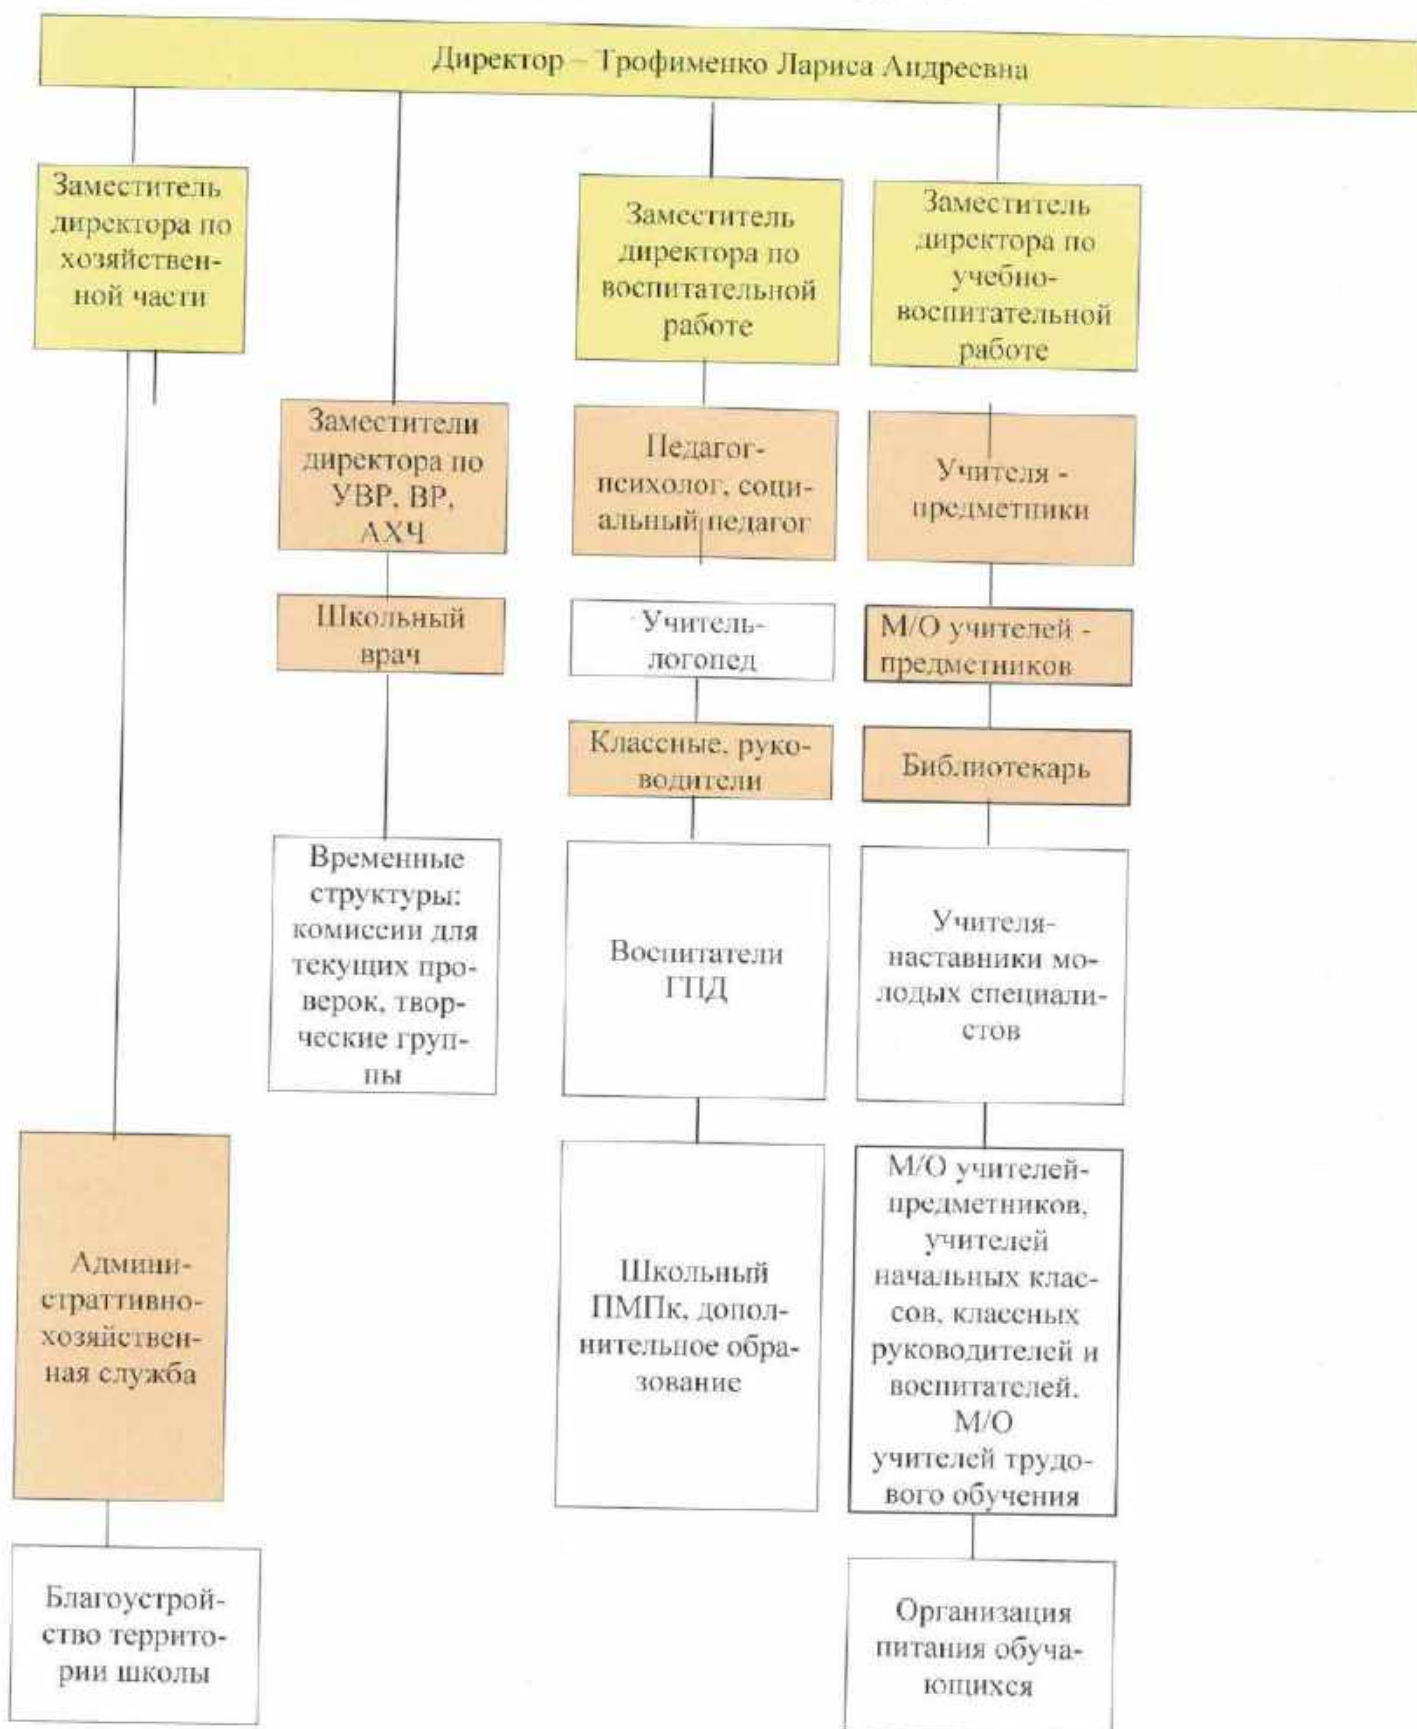 Директор – Трофименко Лариса Андреевна
Заместитель
директора по
хозяйствен-
ной части
Заместитель
директора по
воспитательной
работе
Заместитель
директора по
учебно-
воспитательной
работе
Заместители
директора по
УВР, ВР,
АХЧ
Педагог-
психолог, соци-
альный педагог
Учителя -
предметники
Школьный
врач
Учитель-
логопед
М/О учителей -
предметников
Классные, руко-
водители
Библиотекарь
Временные
структуры:
комиссии для
текущих про-
верок, твор-
ческие груп-
пы
Воспитатели
ГПД
Учителя-
наставники мо-
лодых специали-
стов
Админи-
страттивно-
хозяйствен-
ная служба
Школьный
ПМПк, допол-
нительное обра-
зование
М/О учителей-
предметников,
учителей
начальных клас-
сов, классных
руководителей и
воспитателей.
М/О
учителей трудо-
вого обучения
Благоустрой-
ство террито-
рии школы
Организация
питания обуча-
ющихся